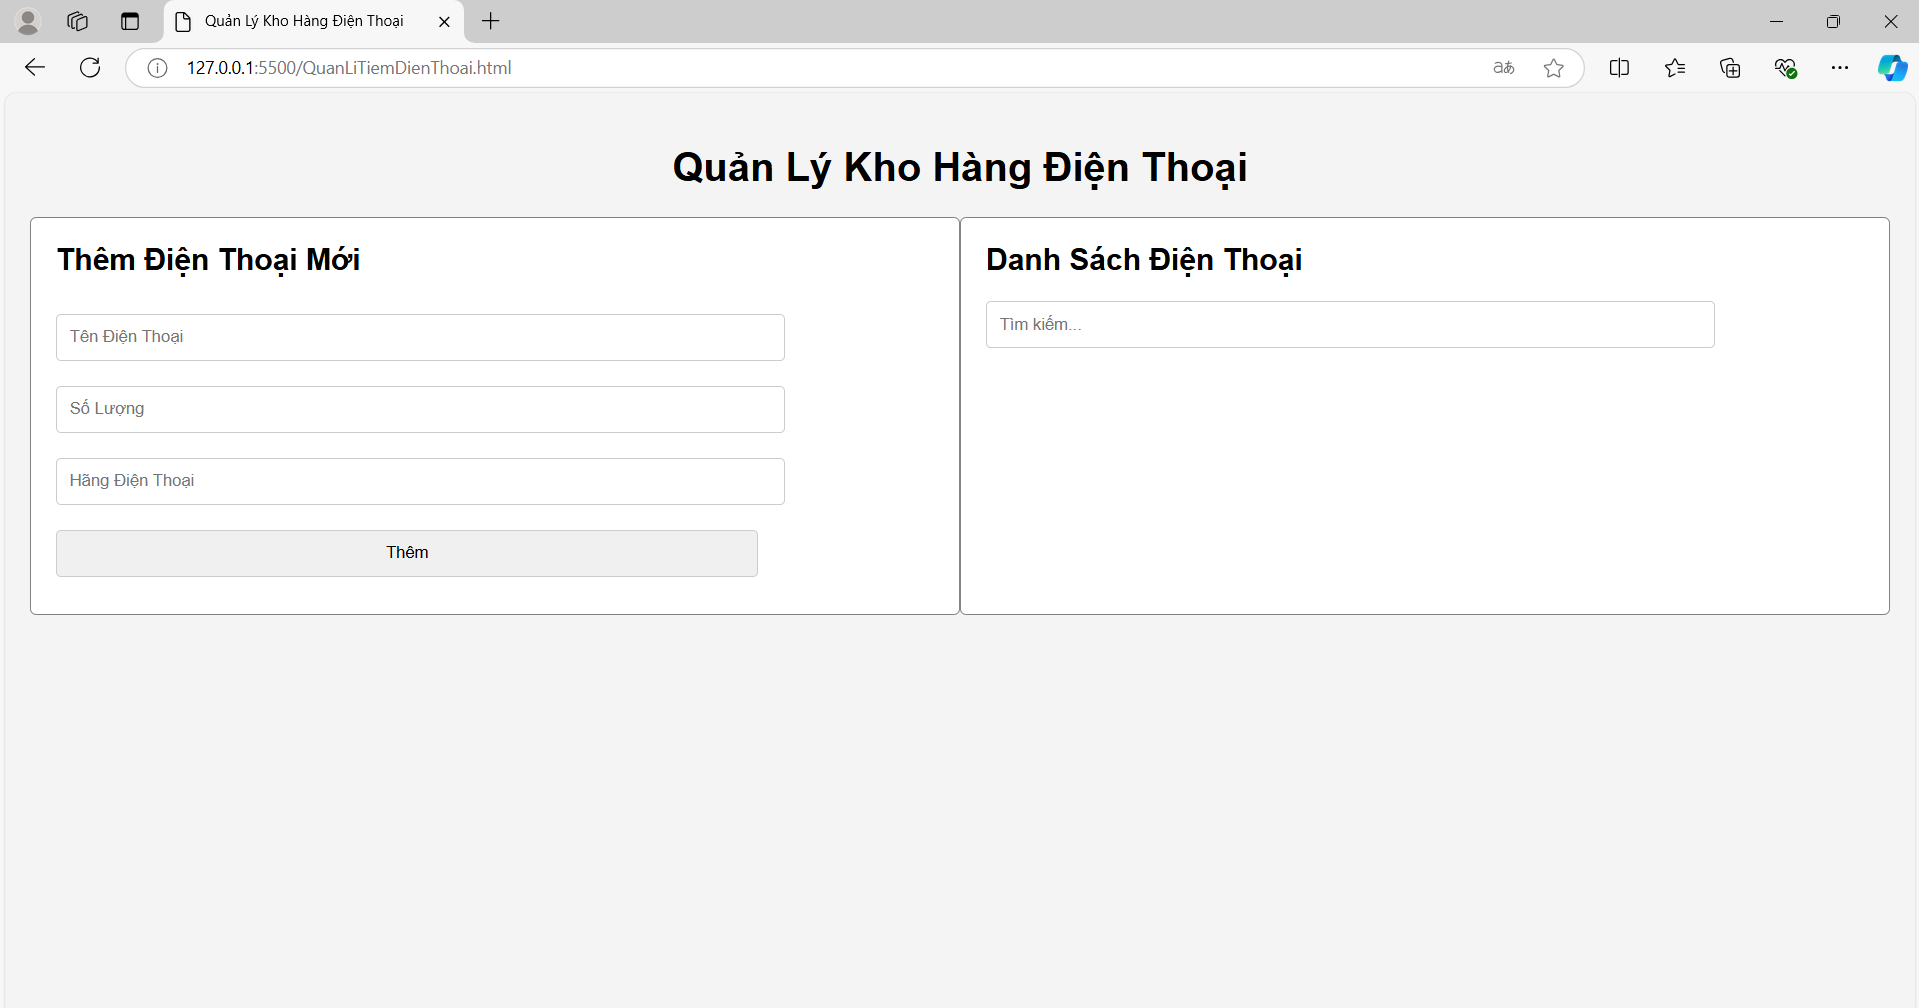 Quản Lý Kho Hàng Điện Thoại
127.0.0.1:5500/QuanLiTiemDienThoai.html
aあ
Quản Lý Kho Hàng Điện Thoại
Thêm Điện Thoại Mới
Tên Điện Thoại
Số Lượng
Hãng Điện Thoại
Thêm
Danh Sách Điện Thoại
Tìm kiếm...